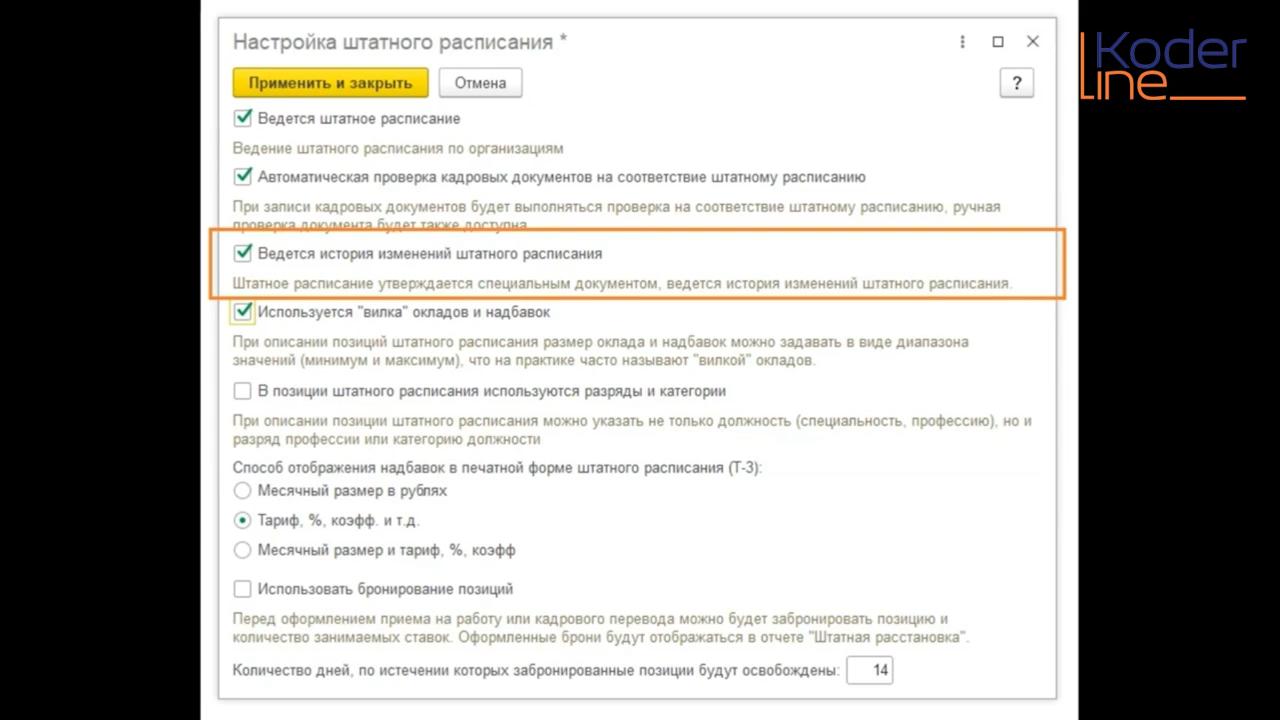 Настройка штатного расписания *
Koder
line
Применить и закрыть
Отмена
?
Ведется штатное расписание
Ведение штатного расписания по организациям
Автоматическая проверка кадровых документов на соответствие штатному расписанию
При записи кадровых документов будет выполняться проверка на соответствие штатному расписанию, ручная
проверка документа будет также доступна
Ведется история изменений штатного расписания
Штатное расписание утверждается специальным документом, ведется история изменений штатного расписания.
Используется "вилка" окладов и надбавок
При описании позиций штатного расписания размер оклада и надбавок можно задавать в виде диапазона
значений (минимум и максимум), что на практике часто называют "вилкой" окладов.
В позиции штатного расписания используются разряды и категории
При описании позиции штатного расписания можно указать не только должность (специальность, профессию), но и
разряд профессии или категорию должности
Способ отображения надбавок в печатной форме штатного расписания (Т-3):
Месячный размер в рублях
Тариф, %, коэфф. и т.д.
Месячный размер и тариф, %, коэфф
Использовать бронирование позиций
Перед оформлением приема на работу или кадрового перевода можно будет забронировать позицию и
количество занимаемых ставок. Оформленные брони будут отображаться в отчете "Штатная расстановка".
Количество дней, по истечении которых забронированные позиции будут освобождены: 14